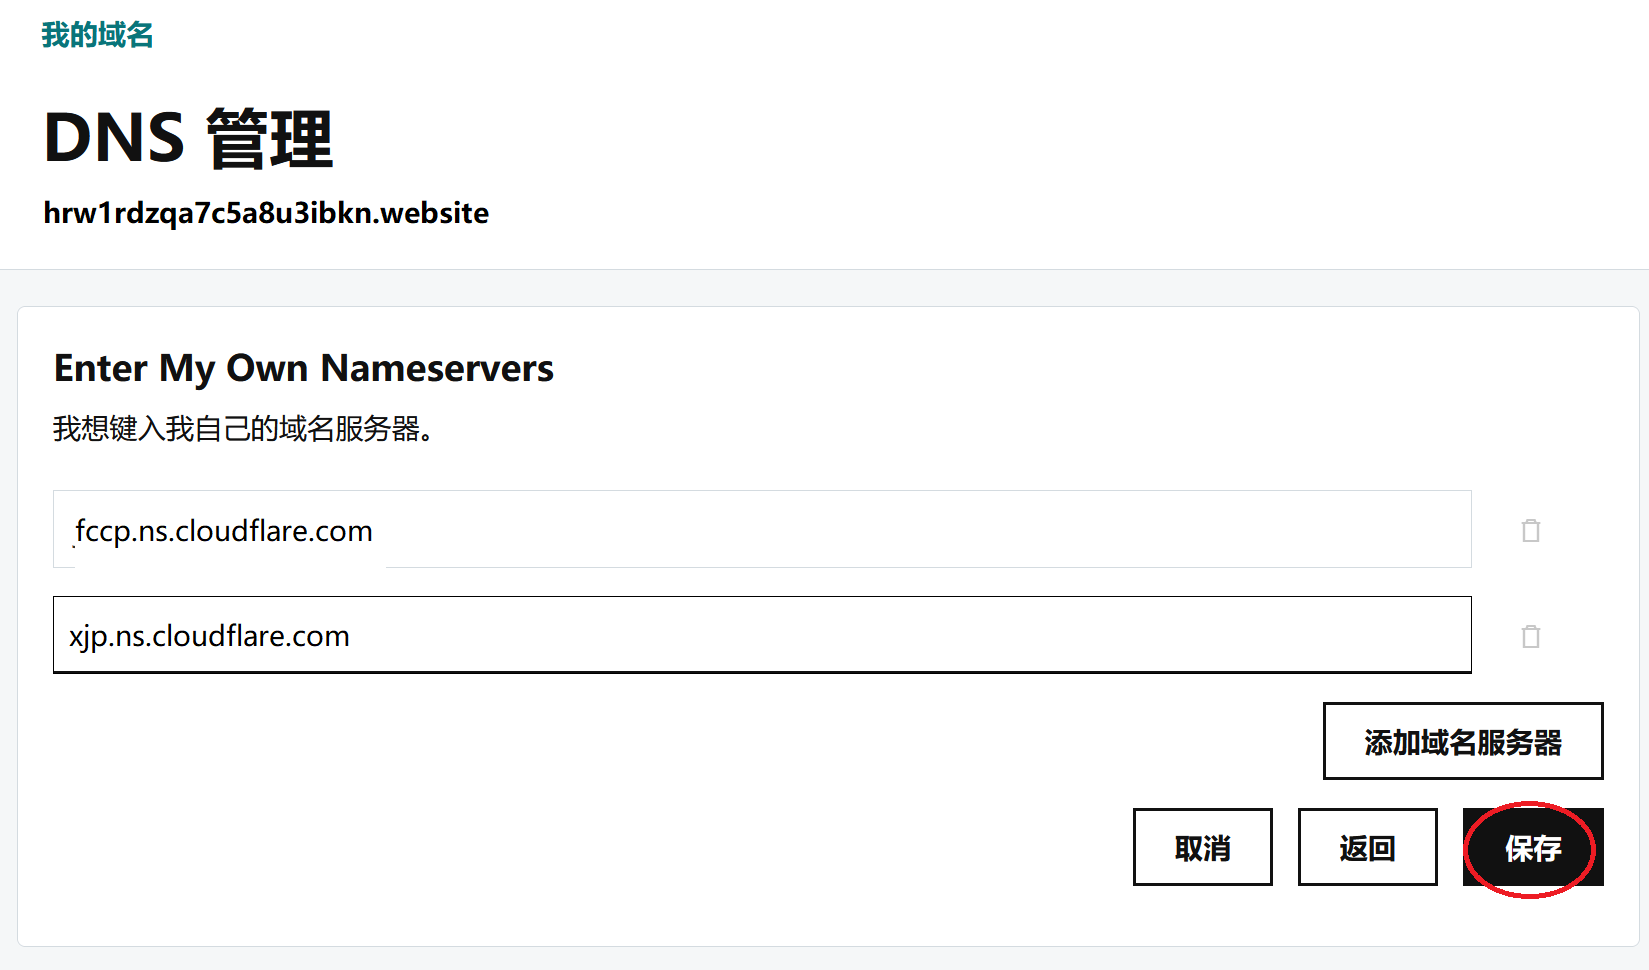 我的域名
DNS 管理
hrw1rdzqa7c5a8u3ibkn.website
Enter My Own Nameservers
我想键入我自己的域名服务器。
fccp.ns.cloudflare.com
xjp.ns.cloudflare.com
添加域名服务器
取消 返回 保存